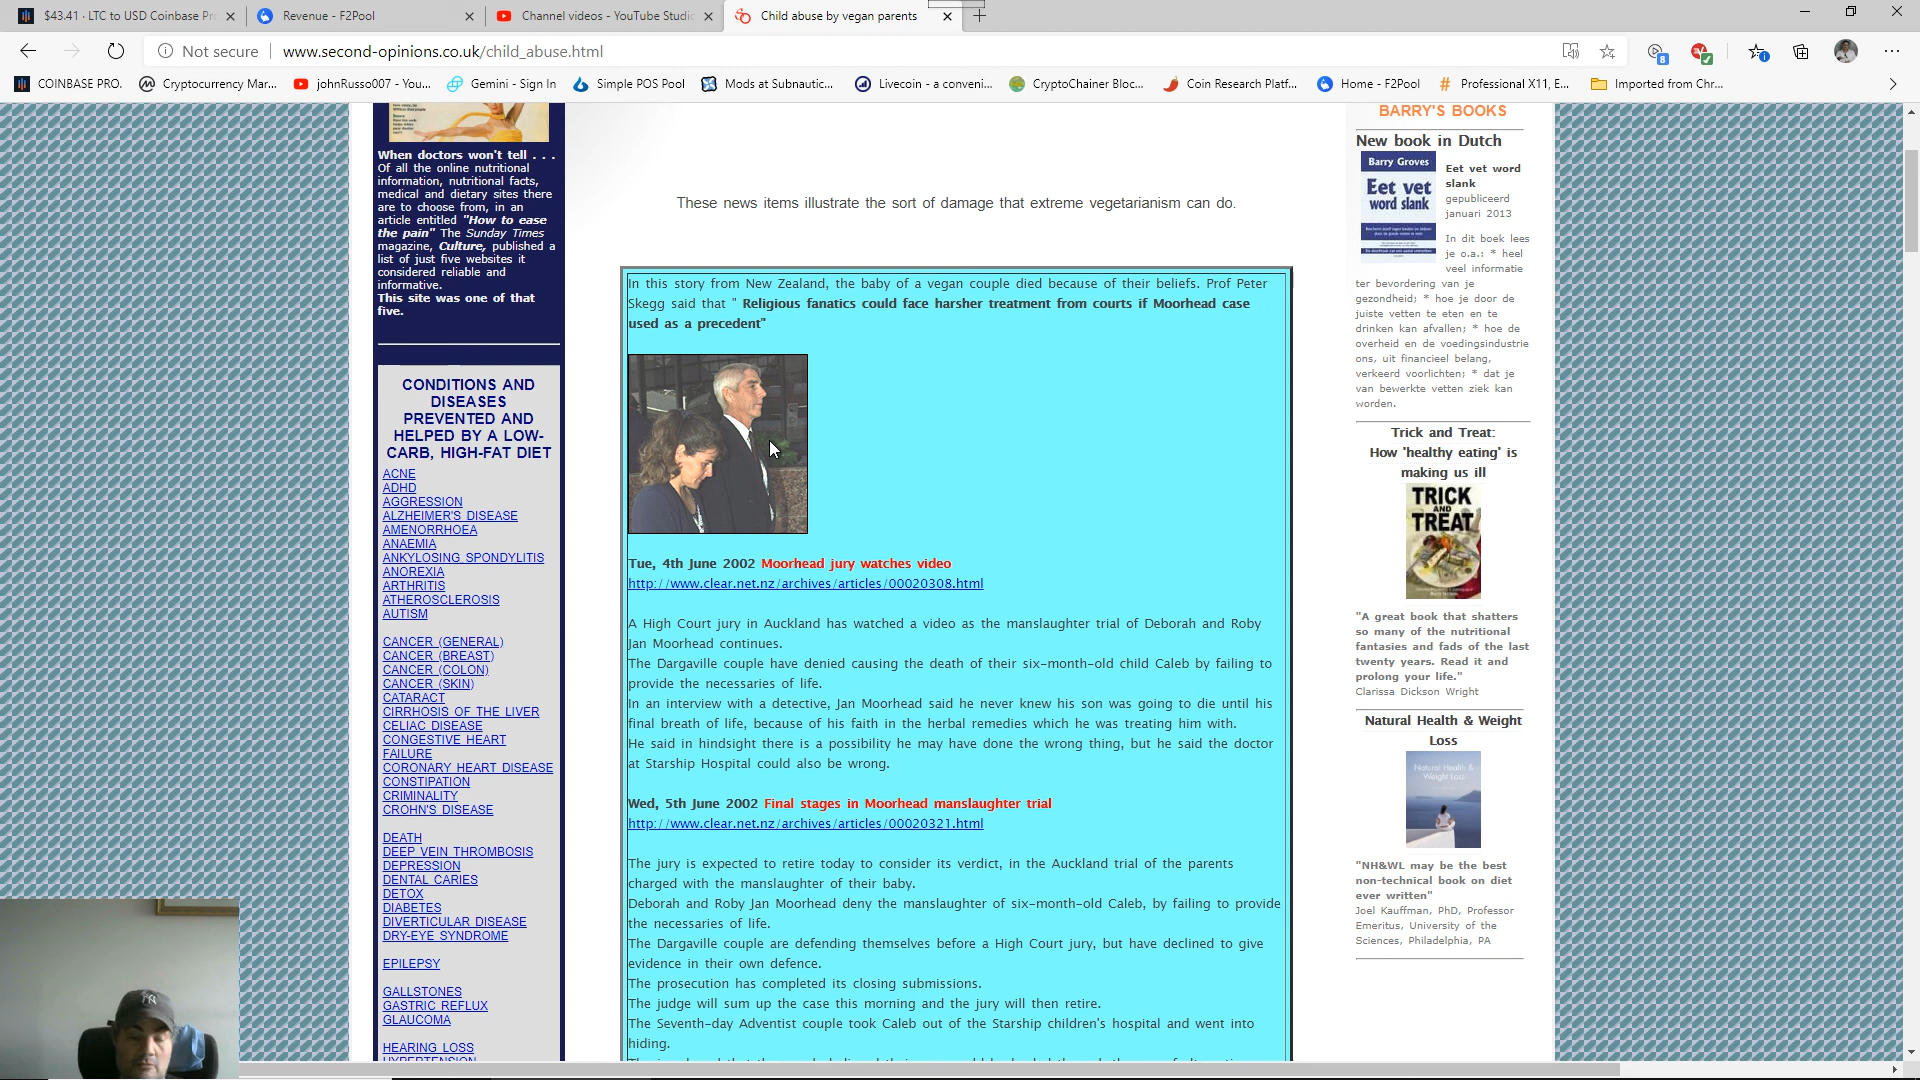 $43.41 · LTC to USD Coinbase Pr
Revenue - F2Pool
Channel videos - YouTube Studio
Child abuse by vegan parents
Not secure
www.second-opinions.co.uk/child_abuse.html
8
COINBASE PRO.
Cryptocurrency Mar...
johnRusso007 - You...
Gemini - Sign In
Simple POS Pool
Mods at Subnautic...
Livecoin - a conveni...
CryptoChainer Bloc...
Coin Research Platf...
Home - F2Pool
Professional X11, E...
Imported from Chr...
When doctors won't tell . . .
Of all the online nutritional
information, nutritional facts,
medical and dietary sites there
are to choose from, in an
article entitled "How to ease
the pain" The Sunday Times
magazine, Culture, published a
list of just five websites it
considered reliable and
informative.
This site was one of that
five.
CONDITIONS AND
DISEASES
PREVENTED AND
HELPED BY A LOW-
CARB, HIGH-FAT DIET
ACNE
ADHD
AGGRESSION
ALZHEIMER'S DISEASE
AMENORRHOEA
ANAEMIA
ANKYLOSING SPONDYLITIS
ANOREXIA
ARTHRITIS
ATHEROSCLEROSIS
AUTISM
CANCER (GENERAL)
CANCER (BREAST)
CANCER (COLON)
CANCER (SKIN)
CATARACT
CIRRHOSIS OF THE LIVER
CELIAC DISEASE
CONGESTIVE HEART
FAILURE
CORONARY HEART DISEASE
CONSTIPATION
CRIMINALITY
CROHN'S DISEASE
DEATH
DEEP VEIN THROMBOSIS
DEPRESSION
DENTAL CARIES
DETOX
DIABETES
DIVERTICULAR DISEASE
DRY-EYE SYNDROME
EPILEPSY
GALLSTONES
GASTRIC REFLUX
GLAUCOMA
HEARING LOSS
HYPERTENSION
These news items illustrate the sort of damage that extreme vegetarianism can do.
In this story from New Zealand, the baby of a vegan couple died because of their beliefs. Prof Peter
Skegg said that " Religious fanatics could face harsher treatment from courts if Moorhead case
used as a precedent"
Tue, 4th June 2002 Moorhead jury watches video
http://www.clear.net.nz/archives/articles/00020308.html
A High Court jury in Auckland has watched a video as the manslaughter trial of Deborah and Roby
Jan Moorhead continues.
The Dargaville couple have denied causing the death of their six-month-old child Caleb by failing to
provide the necessaries of life.
In an interview with a detective, Jan Moorhead said he never knew his son was going to die until his
final breath of life, because of his faith in the herbal remedies which he was treating him with.
He said in hindsight there is a possibility he may have done the wrong thing, but he said the doctor
at Starship Hospital could also be wrong.
Wed, 5th June 2002 Final stages in Moorhead manslaughter trial
http://www.clear.net.nz/archives/articles/00020321.html
The jury is expected to retire today to consider its verdict, in the Auckland trial of the parents
charged with the manslaughter of their baby.
Deborah and Roby Jan Moorhead deny the manslaughter of six-month-old Caleb, by failing to provide
the necessaries of life.
The Dargaville couple are defending themselves before a High Court jury, but have declined to give
evidence in their own defence.
The prosecution has completed its closing submissions.
The judge will sum up the case this morning and the jury will then retire.
The Seventh-day Adventist couple took Caleb out of the Starship children's hospital and went into
hiding.
BARRY'S BOOKS
New book in Dutch
Barry Groves
Eet vet
word slank
Eet vet word
slank
gepubliceerd
januari 2013
In dit boek lees
je o.a.: * heel
veel informatie
ter bevordering van je
gezondheid; * hoe je door de
juiste vetten te eten en te
drinken kan afvallen; * hoe de
overheid en de voedingsindustrie
ons, uit financieel belang,
verkeerd voorlichten; * dat je
van bewerkte vetten ziek kan
worden.
Trick and Treat:
How 'healthy eating' is
making us ill
TRICK
AND
TREAT
"A great book that shatters
so many of the nutritional
fantasies and fads of the last
twenty years. Read it and
prolong your life."
Clarissa Dickson Wright
Natural Health & Weight
Loss
Natural Health &
Weight Loss
"NH&WL may be the best
non-technical book on diet
ever written"
Joel Kauffman, PhD, Professor
Emeritus, University of the
Sciences, Philadelphia, PA